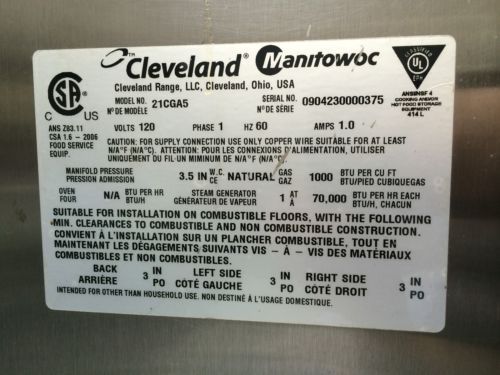 Cleveland Manitowoc
Cleveland Range, LLC, Cleveland, Ohio, USA
CSA
C US
UL
EPH
CLASSIFIED
ANSI/NSF 4
COOKING AND/OR
HOT FOOD STORAGE
EQUIPMENT
414 L
MODEL NO. 21CGA5 SERIAL NO. 0904230000375
Nº DE MODÈLE Nº DE SÉRIE
ANS Z83.11
CSA 1.6 - 2006
FOOD SERVICE
EQUIP.
VOLTS 120 PHASE 1 HZ 60 AMPS 1.0
CAUTION: FOR SUPPLY CONNECTION USE ONLY COPPER WIRE SUITABLE FOR AT LEAST
N/A°F (N/A°C). ATTENTION: POUR LES CONNEXIONS D'ALIMENTATION, UTILISER
UNIQUEMENT DU FIL-UN MIMINUM DE N/A°F (N/A°C).
MANIFOLD PRESSURE 3.5 IN W.C. NATURAL GAS 1000 BTU PER CU FT
PRESSION ADMISSION CE GAZ BTU/PIED CUBIQUEGAS
OVEN N/A BTU PER HR STEAM GENERATOR 1 AT 70,000 BTU PER HR EACH
FOUR BTU/H GÉNÉRATEUR DE VAPEUR A BTU/H, CHACUN
SUITABLE FOR INSTALLATION ON COMBUSTIBLE FLOORS, WITH THE FOLLOWING
MIN. CLEARANCES TO COMBUSTIBLE AND NON COMBUSTIBLE CONSTRUCTION.
CONVIENT À L'INSTALLATION SUR UN PLANCHER COMBUSTIBLE, TOUT EN
MAINTENANT LES DÉGAGEMENTS SUIVANTS VIS – À – VIS DES MATÉRIAUX
COMBUSTIBLES ET NON COMBUSTIBLES.
BACK 3 IN LEFT SIDE 3 IN RIGHT SIDE 3 IN
ARRIÈRE PO CÔTÉ GAUCHE PO CÔTÉ DROIT PO
INTENDED FOR OTHER THAN HOUSEHOLD USE. NON DESTINÉ À L'USAGE DOMESTIQUE.